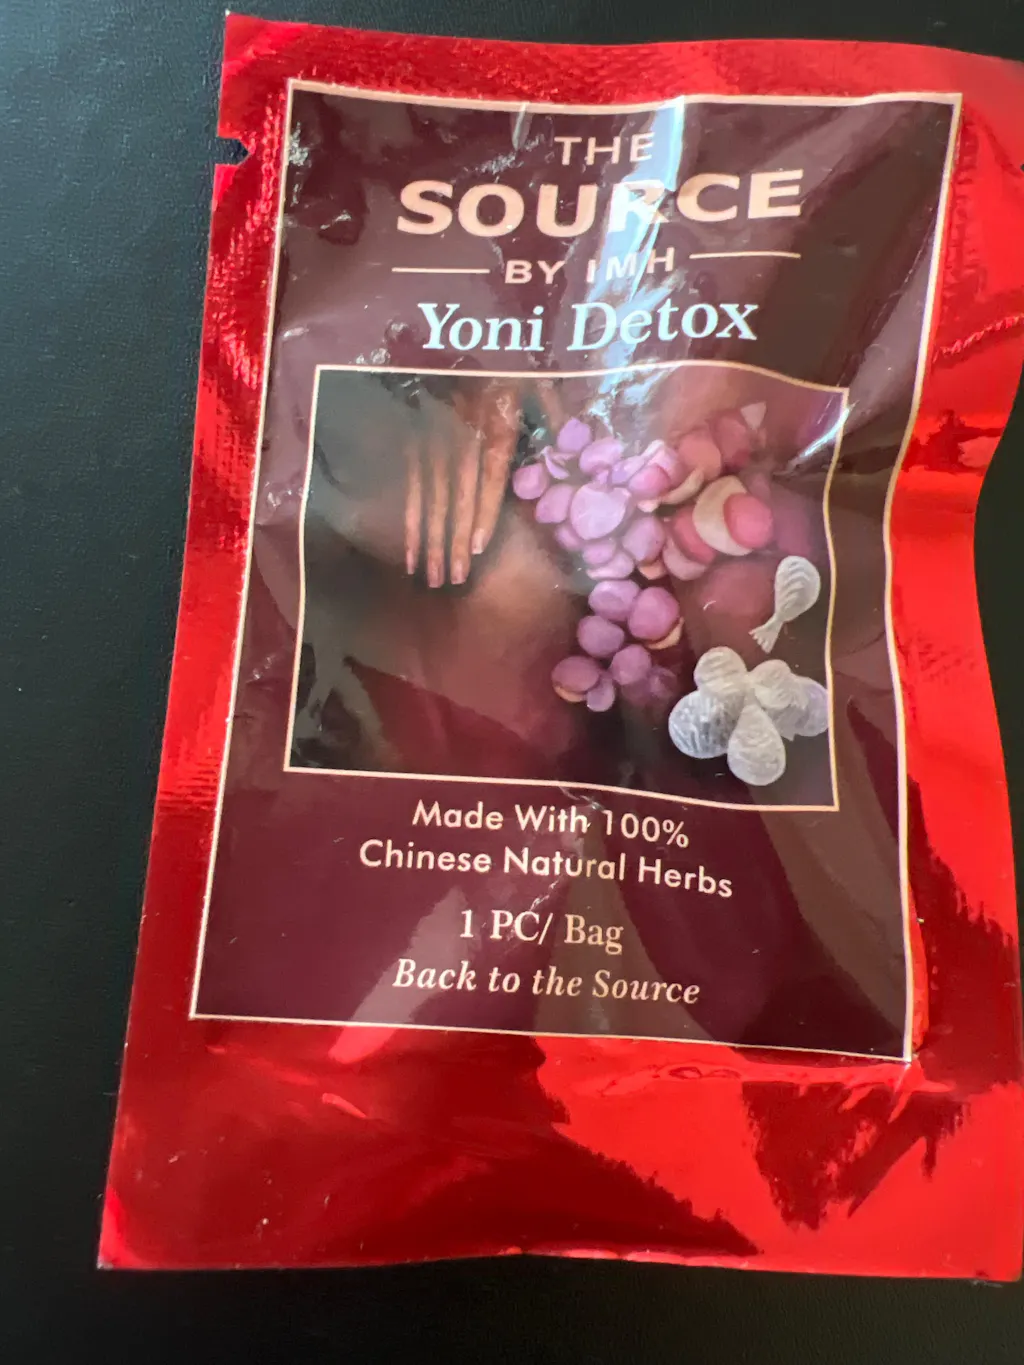 THE
SOURCE
BY IMH
Yoni Detox
Made With 100%
Chinese Natural Herbs
1 PC/ Bag
Back to the Source